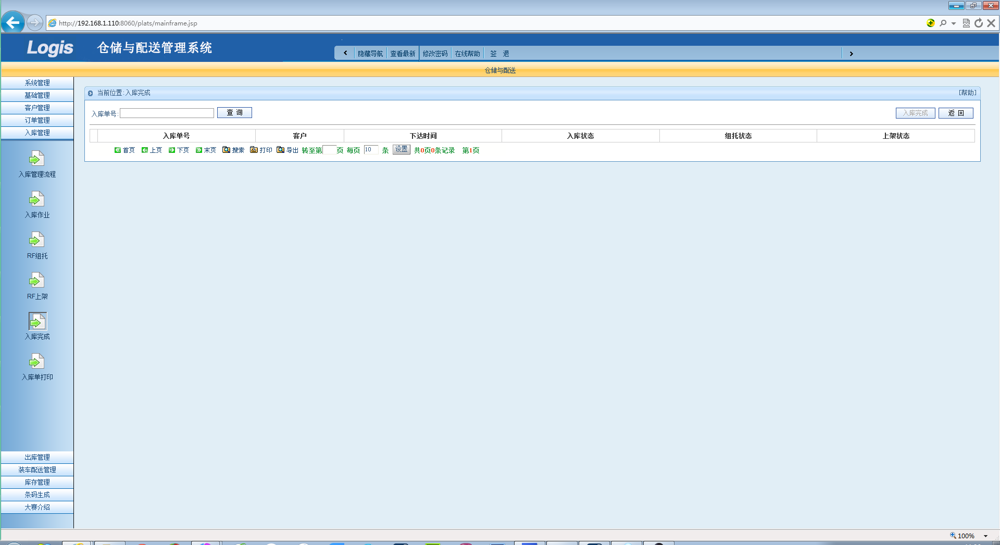 http://192.168.1.110:8060/plats/mainframe.jsp
Logis 仓储与配送管理系统
隐藏导航 查看最新 修改密码 在线帮助 签 退
仓储与配送
系统管理
基础管理
客户管理
订单管理
入库管理
入库管理流程
入库作业
RF组托
RF上架
入库完成
入库单打印
出库管理
装车配送管理
库存管理
条码生成
大赛介绍
当前位置:入库完成 [帮助]
入库单号: 查 询 入库完成 返 回
入库单号 客户 下达时间 入库状态 组托状态 上架状态
首页 上页 下页 末页 搜索 打印 导出 转至第 页 每页 10 条 设置 共0页0条记录 第1页
100%